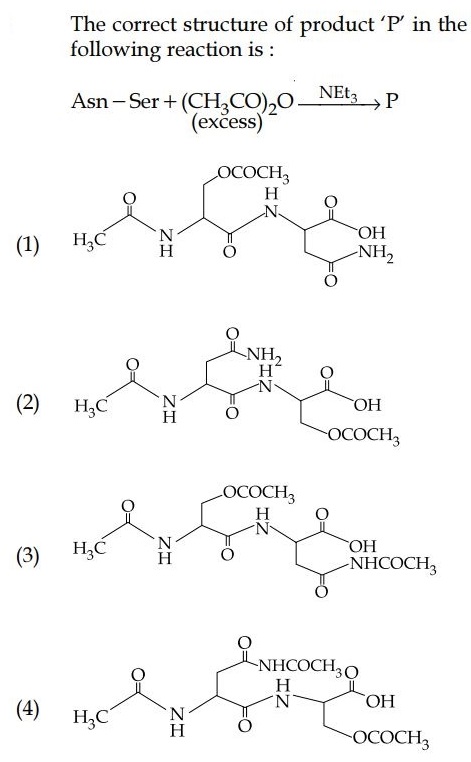 The correct structure of product ‘P’ in the
following reaction is :
Asn – Ser + (CH₃CO)₂O NEt₃ → P
(excess)
(1) H₃C O N H OCOCH₃ O H N O OH NH₂ O
(2) H₃C O N H O NH₂ O H N O OH OCOCH₃
(3) H₃C O N H OCOCH₃ O H N O OH NHCOCH₃ O
(4) H₃C O N H O NHCOCH₃ O H N O OH OCOCH₃